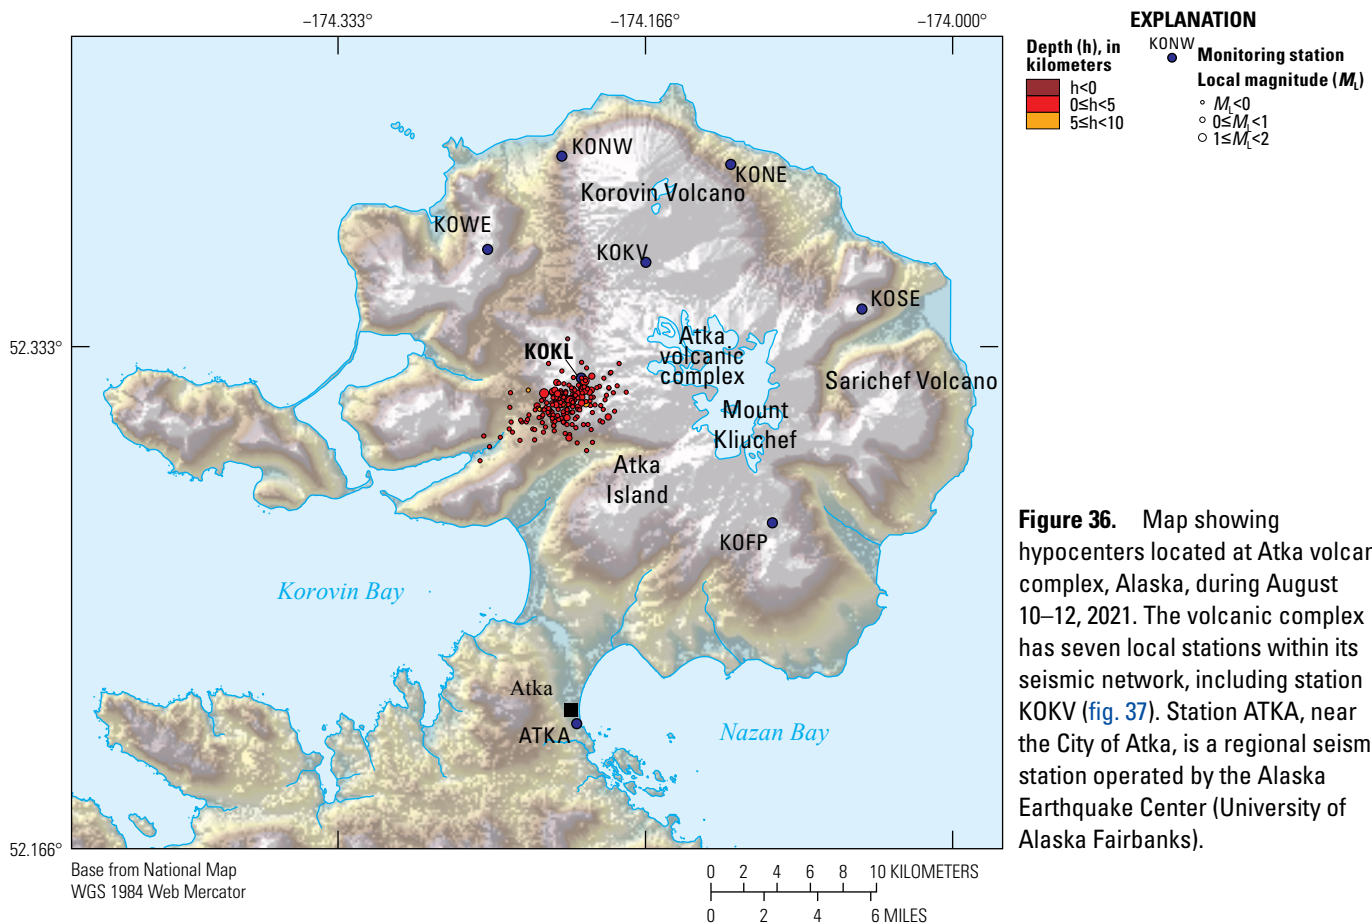 −174.333°
−174.166°
−174.000°
52.333°
52.166°
KONW
KONE
Korovin Volcano
KOWE
KOKV
KOSE
KOKL
Atka
volcanic
complex
Sarichef Volcano
Mount
Kliuchef
Atka
Island
KOFP
Korovin Bay
Atka
ATKA
Nazan Bay
Base from National Map
WGS 1984 Web Mercator
0 2 4 6 8 10 KILOMETERS
0 2 4 6 MILES
EXPLANATION
Depth (h), in
kilometers
h<0
0≤h<5
5≤h<10
KONW
Monitoring station
Local magnitude (ML)
ML<0
0≤ML<1
1≤ML<2
Figure 36. Map showing
hypocenters located at Atka volcan
complex, Alaska, during August
10–12, 2021. The volcanic complex
has seven local stations within its
seismic network, including station
KOKV (fig. 37). Station ATKA, near
the City of Atka, is a regional seism
station operated by the Alaska
Earthquake Center (University of
Alaska Fairbanks).